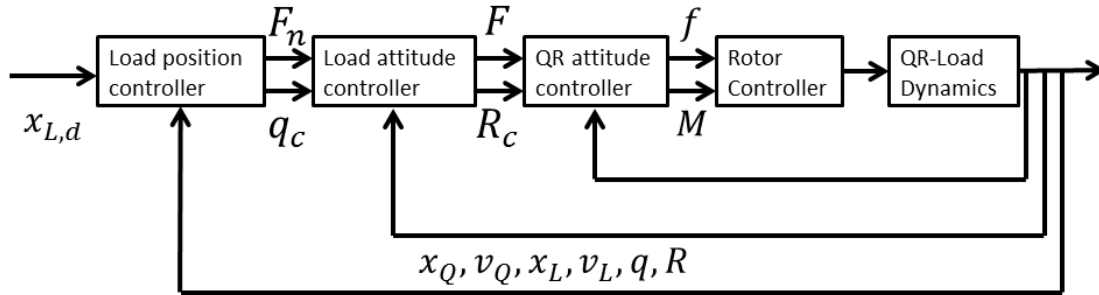 F_n
F
f
Load position
controller
Load attitude
controller
QR attitude
controller
Rotor
Controller
QR-Load
Dynamics
x_{L,d}
q_c
R_c
M
x_Q, v_Q, x_L, v_L, q, R